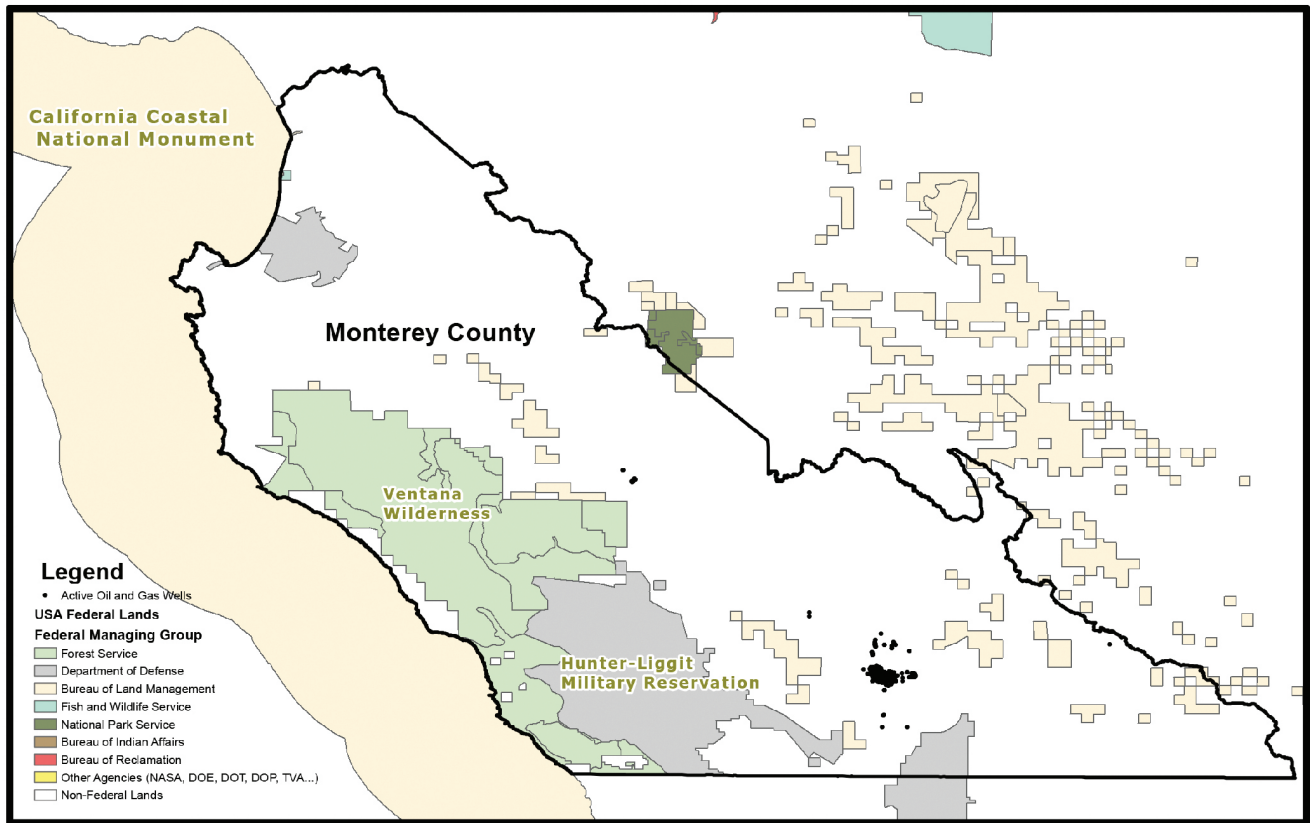 California Coastal
National Monument
Monterey County
Ventana
Wilderness
Hunter-Liggit
Military Reservation
Legend
Active Oil and Gas Wells
USA Federal Lands
Federal Managing Group
Forest Service
Department of Defense
Bureau of Land Management
Fish and Wildlife Service
National Park Service
Bureau of Indian Affairs
Bureau of Reclamation
Other Agencies (NASA, DOE, DOT, DOP, TVA...)
Non-Federal Lands